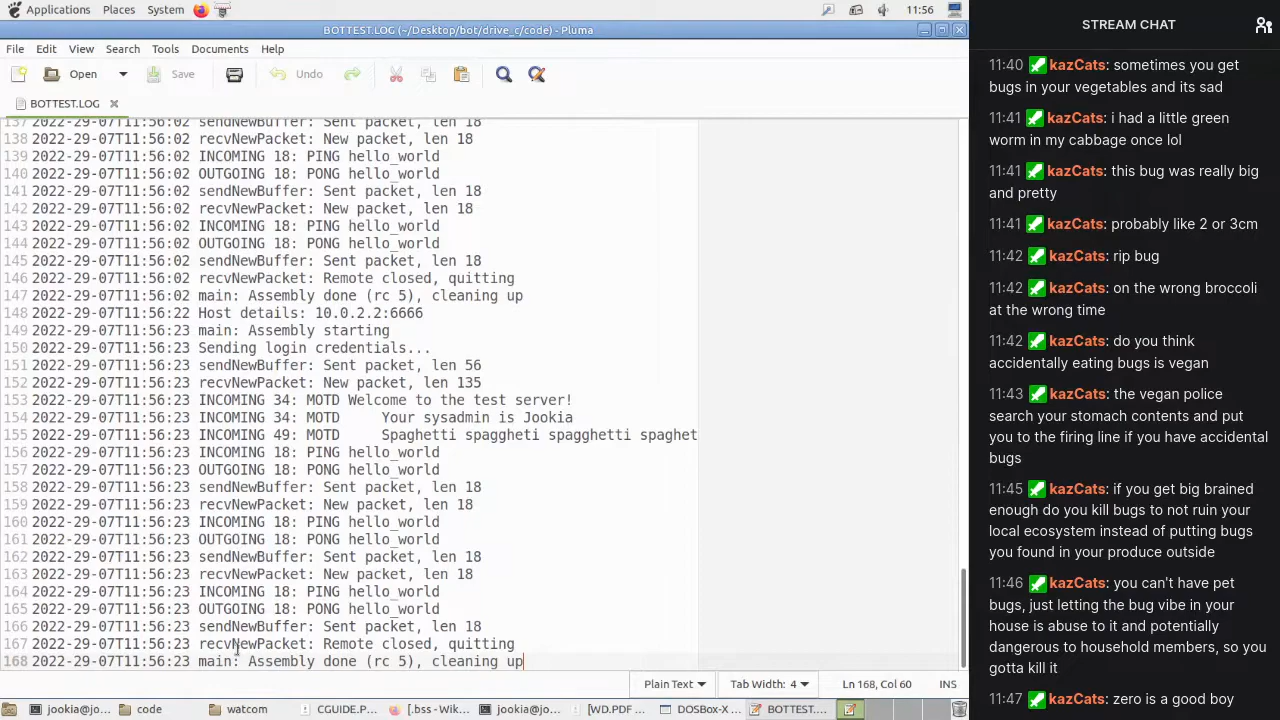 Applications Places System 11:56
BOTTEST.LOG (~/Desktop/bot/drive_c/code) - Pluma
File Edit View Search Tools Documents Help
Open Save Undo
BOTTEST.LOG
137 2022-29-07T11:56:02 sendNewBuffer: Sent packet, len 18
138 2022-29-07T11:56:02 recvNewPacket: New packet, len 18
139 2022-29-07T11:56:02 INCOMING 18: PING hello_world
140 2022-29-07T11:56:02 OUTGOING 18: PONG hello_world
141 2022-29-07T11:56:02 sendNewBuffer: Sent packet, len 18
142 2022-29-07T11:56:02 recvNewPacket: New packet, len 18
143 2022-29-07T11:56:02 INCOMING 18: PING hello_world
144 2022-29-07T11:56:02 OUTGOING 18: PONG hello_world
145 2022-29-07T11:56:02 sendNewBuffer: Sent packet, len 18
146 2022-29-07T11:56:02 recvNewPacket: Remote closed, quitting
147 2022-29-07T11:56:02 main: Assembly done (rc 5), cleaning up
148 2022-29-07T11:56:22 Host details: 10.0.2.2:6666
149 2022-29-07T11:56:23 main: Assembly starting
150 2022-29-07T11:56:23 Sending login credentials...
151 2022-29-07T11:56:23 sendNewBuffer: Sent packet, len 56
152 2022-29-07T11:56:23 recvNewPacket: New packet, len 135
153 2022-29-07T11:56:23 INCOMING 34: MOTD Welcome to the test server!
154 2022-29-07T11:56:23 INCOMING 34: MOTD     Your sysadmin is Jookia
155 2022-29-07T11:56:23 INCOMING 49: MOTD     Spaghetti spaggheti spagghetti spaghet
156 2022-29-07T11:56:23 INCOMING 18: PING hello_world
157 2022-29-07T11:56:23 OUTGOING 18: PONG hello_world
158 2022-29-07T11:56:23 sendNewBuffer: Sent packet, len 18
159 2022-29-07T11:56:23 recvNewPacket: New packet, len 18
160 2022-29-07T11:56:23 INCOMING 18: PING hello_world
161 2022-29-07T11:56:23 OUTGOING 18: PONG hello_world
162 2022-29-07T11:56:23 sendNewBuffer: Sent packet, len 18
163 2022-29-07T11:56:23 recvNewPacket: New packet, len 18
164 2022-29-07T11:56:23 INCOMING 18: PING hello_world
165 2022-29-07T11:56:23 OUTGOING 18: PONG hello_world
166 2022-29-07T11:56:23 sendNewBuffer: Sent packet, len 18
167 2022-29-07T11:56:23 recvNewPacket: Remote closed, quitting
168 2022-29-07T11:56:23 main: Assembly done (rc 5), cleaning up
Plain Text Tab Width: 4 Ln 168, Col 60 INS
jookia@jo... code watcom CGUIDE.P... [.bss - Wik... jookia@jo... [WD.PDF ... DOSBox-X ... BOTTEST....
STREAM CHAT
11:40 kazCats: sometimes you get
bugs in your vegetables and its sad
11:41 kazCats: i had a little green
worm in my cabbage once lol
11:41 kazCats: this bug was really big
and pretty
11:41 kazCats: probably like 2 or 3cm
11:42 kazCats: rip bug
11:42 kazCats: on the wrong broccoli
at the wrong time
11:42 kazCats: do you think
accidentally eating bugs is vegan
11:43 kazCats: the vegan police
search your stomach contents and put
you to the firing line if you have accidental
bugs
11:45 kazCats: if you get big brained
enough do you kill bugs to not ruin your
local ecosystem instead of putting bugs
you found in your produce outside
11:46 kazCats: you can't have pet
bugs, just letting the bug vibe in your
house is abuse to it and potentially
dangerous to household members, so you
gotta kill it
11:47 kazCats: zero is a good boy